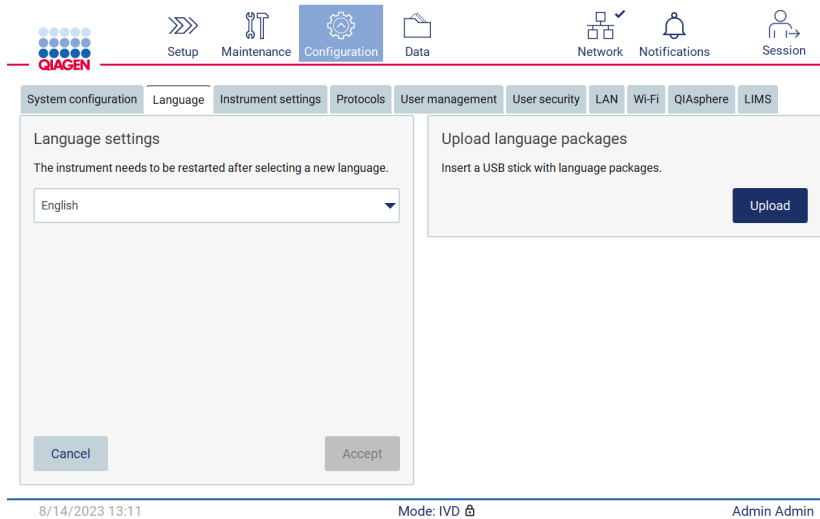 QIAGEN
Setup
Maintenance
Configuration
Data
Network
Notifications
Session
System configuration
Language
Instrument settings
Protocols
User management
User security
LAN
Wi-Fi
QIAsphere
LIMS
Language settings
The instrument needs to be restarted after selecting a new language.
English
Cancel
Accept
Upload language packages
Insert a USB stick with language packages.
Upload
8/14/2023 13:11
Mode: IVD
Admin Admin